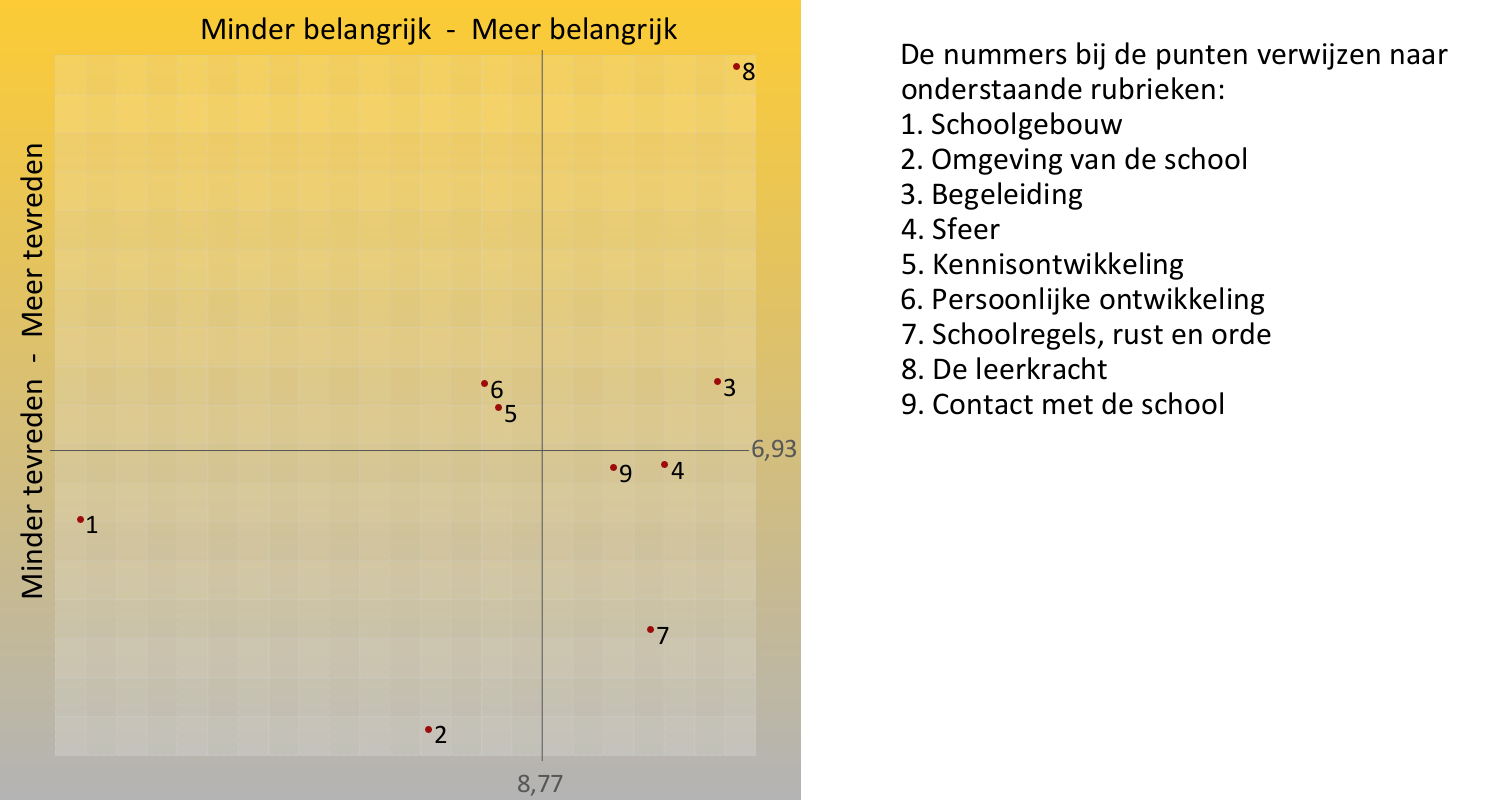 Minder belangrijk - Meer belangrijk
Minder tevreden - Meer tevreden
8
6
3
5
6,93
9
4
1
7
2
8,77
De nummers bij de punten verwijzen naar
onderstaande rubrieken:
1. Schoolgebouw
2. Omgeving van de school
3. Begeleiding
4. Sfeer
5. Kennisontwikkeling
6. Persoonlijke ontwikkeling
7. Schoolregels, rust en orde
8. De leerkracht
9. Contact met de school